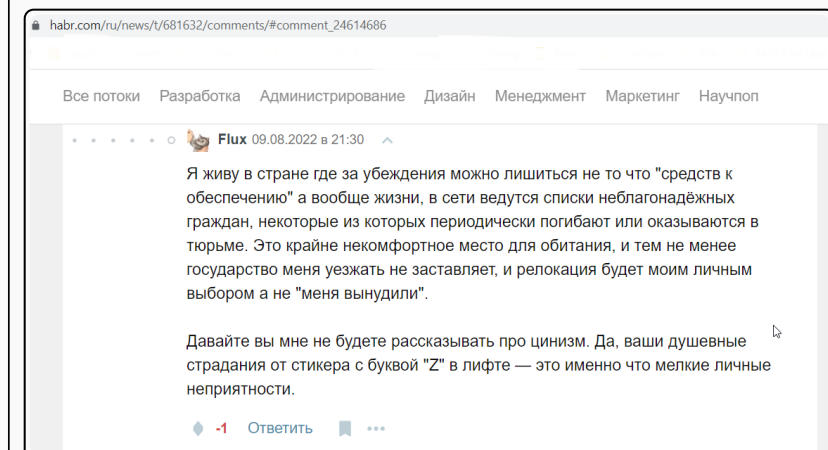 habr.com/ru/news/t/681632/comments/#comment_24614686
Все потоки Разработка Администрирование Дизайн Менеджмент Маркетинг Научпоп
Flux 09.08.2022 в 21:30
Я живу в стране где за убеждения можно лишиться не то что "средств к
обеспечению" а вообще жизни, в сети ведутся списки неблагонадёжных
граждан, некоторые из которых периодически погибают или оказываются в
тюрьме. Это крайне некомфортное место для обитания, и тем не менее
государство меня уезжать не заставляет, и релокация будет моим личным
выбором а не "меня вынудили".
Давайте вы мне не будете рассказывать про цинизм. Да, ваши душевные
страдания от стикера с буквой "Z" в лифте — это именно что мелкие личные
неприятности.
-1 Ответить